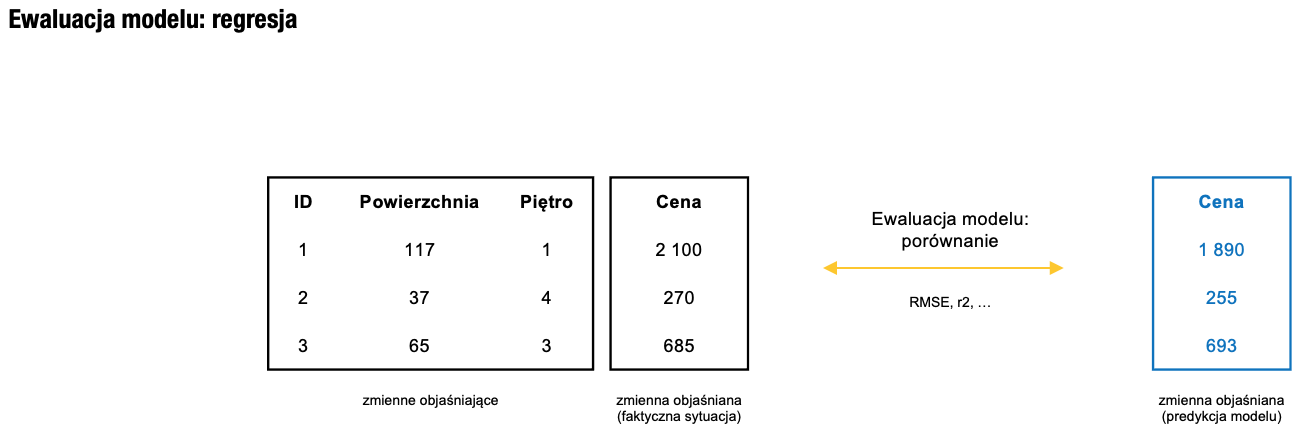 Ewaluacja modelu: regresja
ID Powierzchnia Piętro Cena
1 117 1 2 100
2 37 4 270
3 65 3 685
zmienne objaśniające
zmienna objaśniana
(faktyczna sytuacja)
Ewaluacja modelu:
porównanie
RMSE, r2, …
Cena
1 890
255
693
zmienna objaśniana
(predykcja modelu)